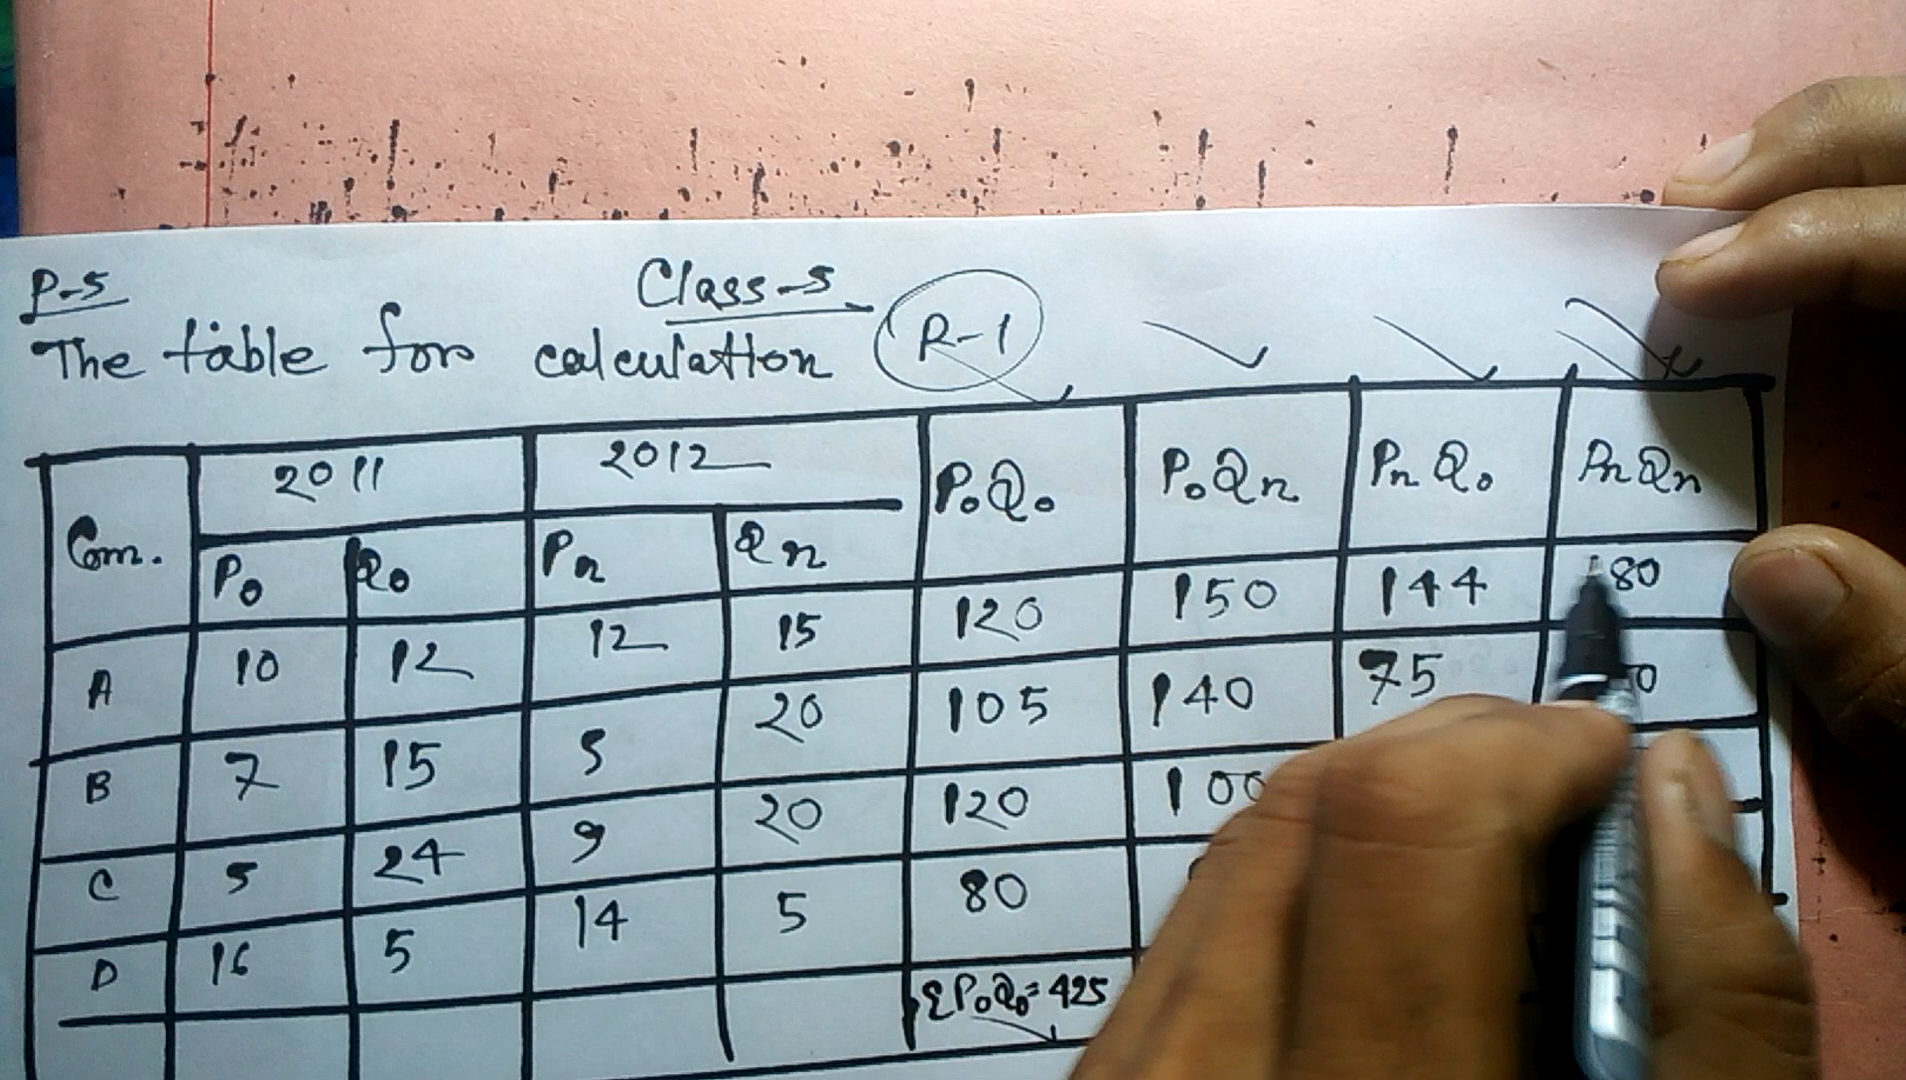 P-5
Class-5
The table for calculation R-1
Com. 2011 2012 P₀Q₀ P₀Qn PnQ₀ PnQn
P₀ Q₀ Pn Qn
A 10 12 12 15 120 150 144 180
B 7 15 5 20 105 140 75
C 5 24 9 20 120 100
D 16 5 14 5 80
ΣP₀Q₀=425